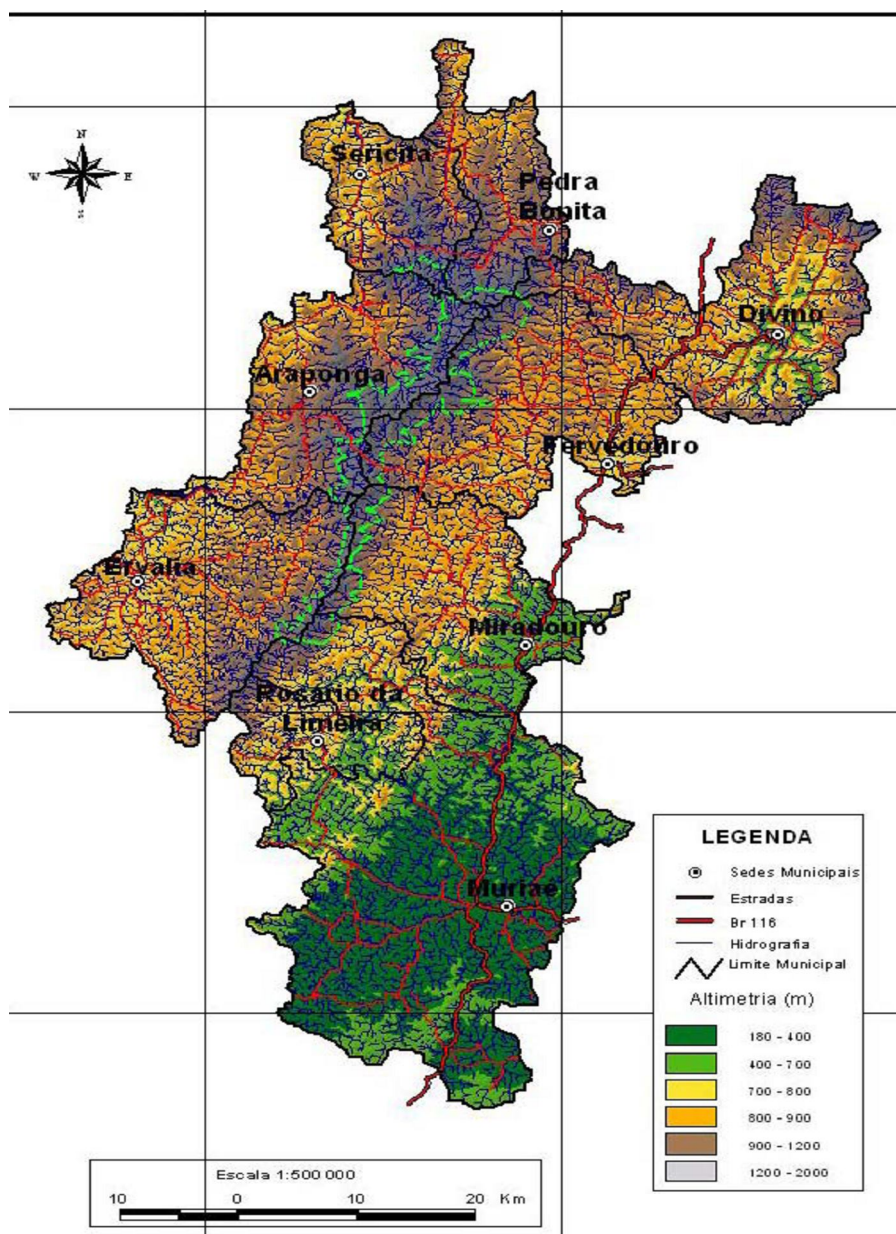 N
W E
S
Sericita
Pedra
Bonita
Divino
Araponga
Fervedouro
Ervalia
Miradouro
Rosário da
Limeira
Muriae
LEGENDA
Sedes Municipais
Estradas
Br 116
Hidrografia
Limite Municipal
Altimetria (m)
180 - 400
400 - 700
700 - 800
800 - 900
900 - 1200
1200 - 2000
Escala 1:500 000
10 0 10 20 Km